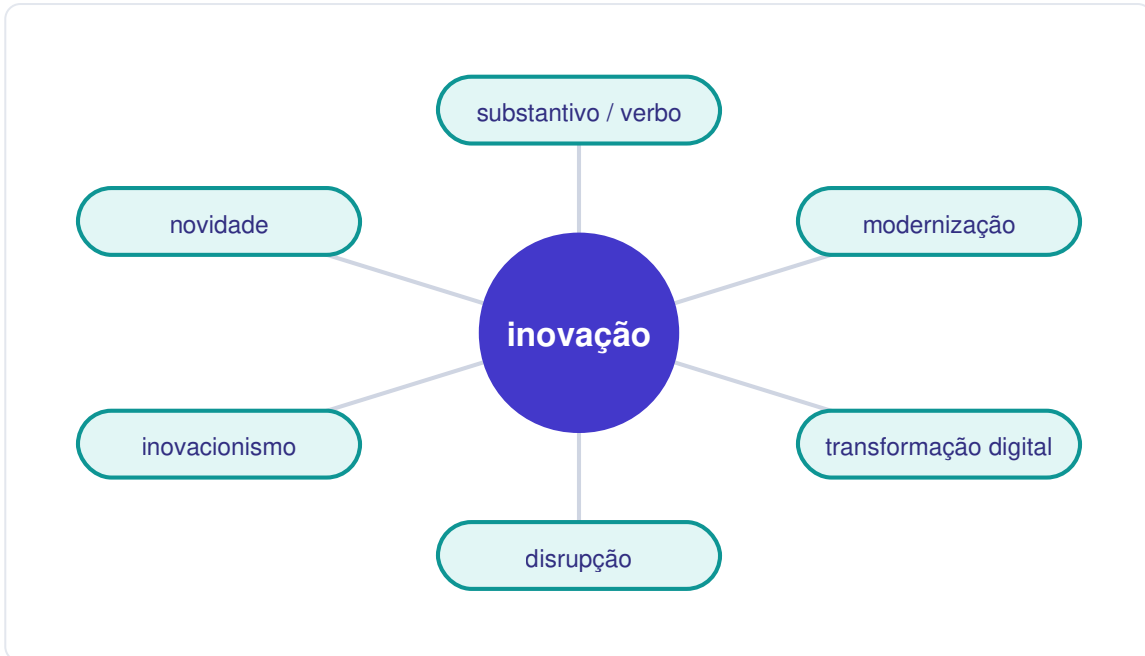 substantivo / verbo
novidade
modernização
inovação
inovacionismo
transformação digital
disrupção